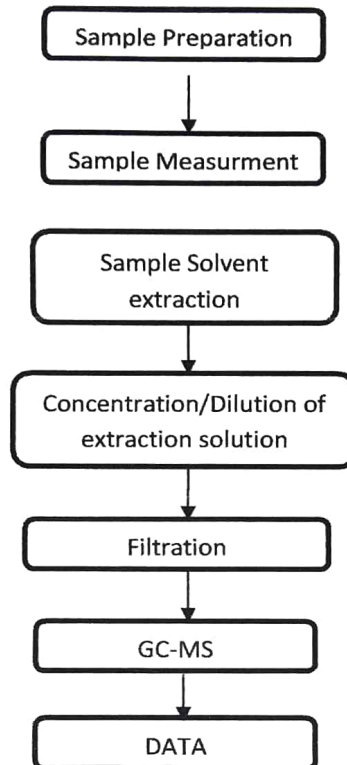 Sample Preparation
Sample Measurment
Sample Solvent
extraction
Concentration/Dilution of
extraction solution
Filtration
GC-MS
DATA